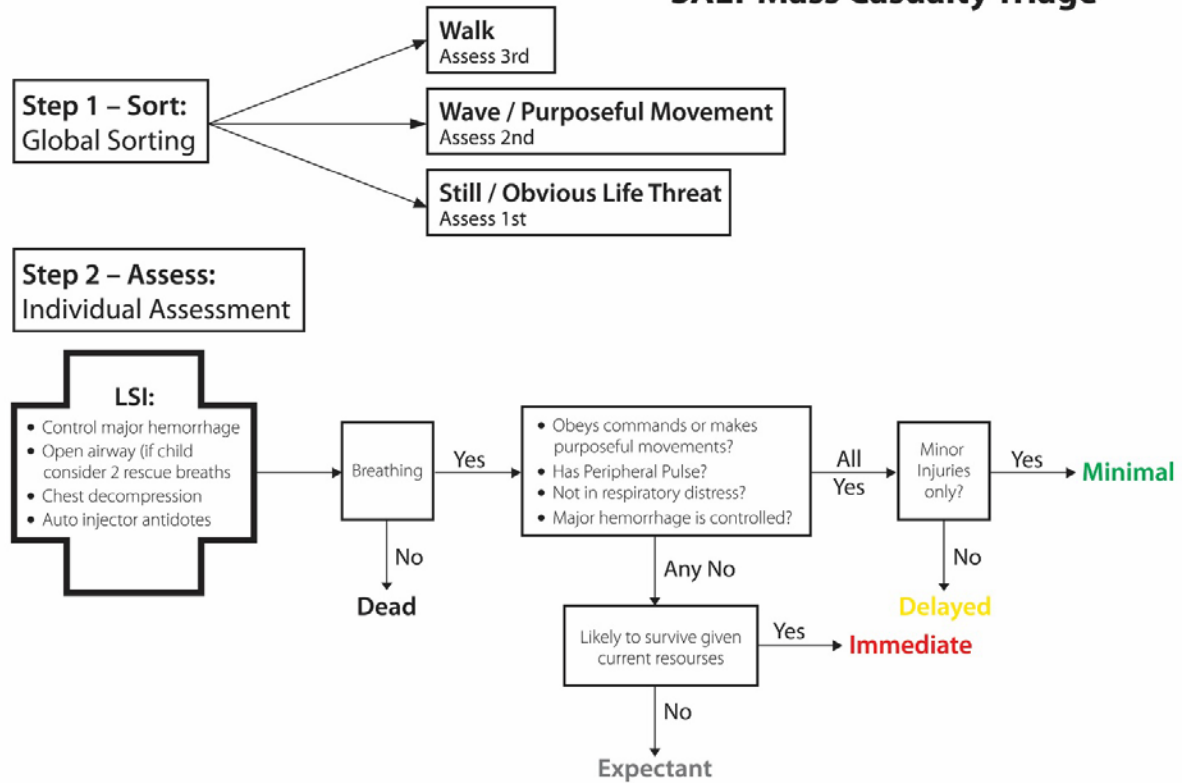 SALT Mass Casualty Triage
Walk
Assess 3rd
Step 1 – Sort:
Global Sorting
Wave / Purposeful Movement
Assess 2nd
Still / Obvious Life Threat
Assess 1st
Step 2 – Assess:
Individual Assessment
LSI:
• Control major hemorrhage
• Open airway (if child
consider 2 rescue breaths
• Chest decompression
• Auto injector antidotes
Breathing
Yes
No
Dead
• Obeys commands or makes
purposeful movements?
• Has Peripheral Pulse?
• Not in respiratory distress?
• Major hemorrhage is controlled?
All
Yes
Minor
Injuries
only?
Yes
Minimal
No
Delayed
Any No
Likely to survive given
current resourses
Yes
Immediate
No
Expectant